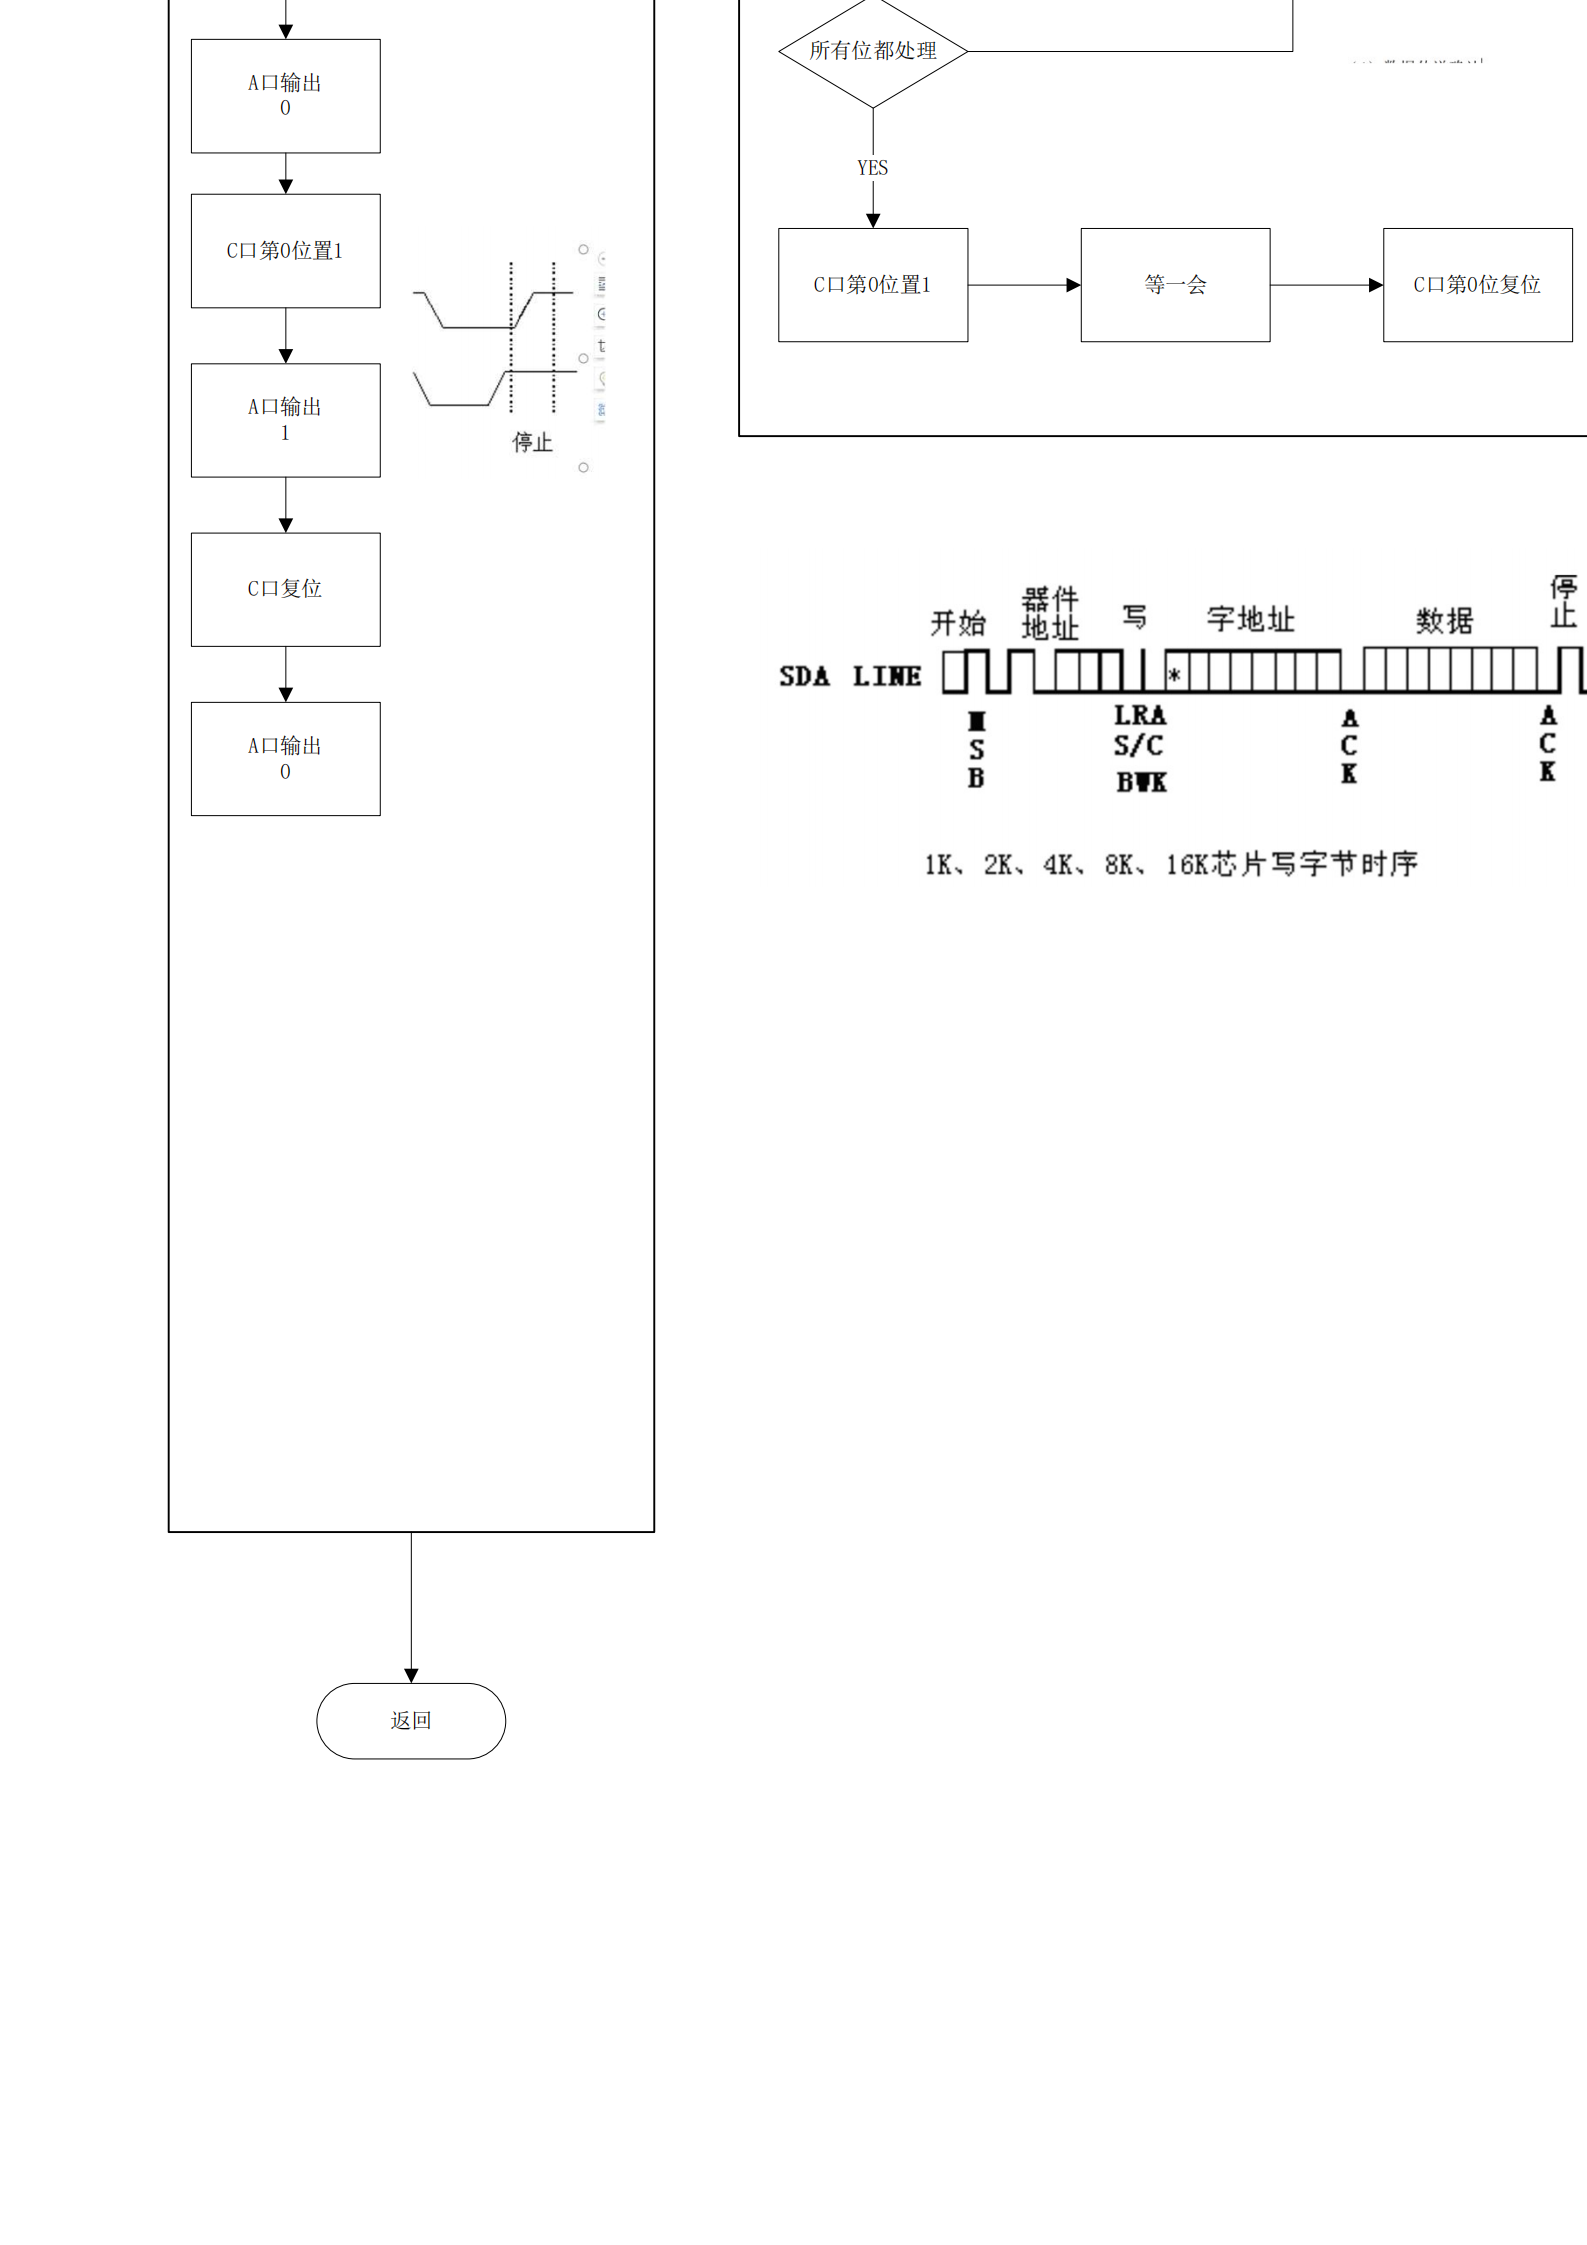 A口输出
0
C口第0位置1
A口输出
1
C口复位
A口输出
0
停止
返回
所有位都处理
YES
C口第0位置1
等一会
C口第0位复位
开始
器件
地址
写
字地址
数据
停
止
SDA LINE
*
M
S
B
LRA
S/C
BWK
A
C
K
A
C
K
1K、2K、4K、8K、16K芯片写字节时序